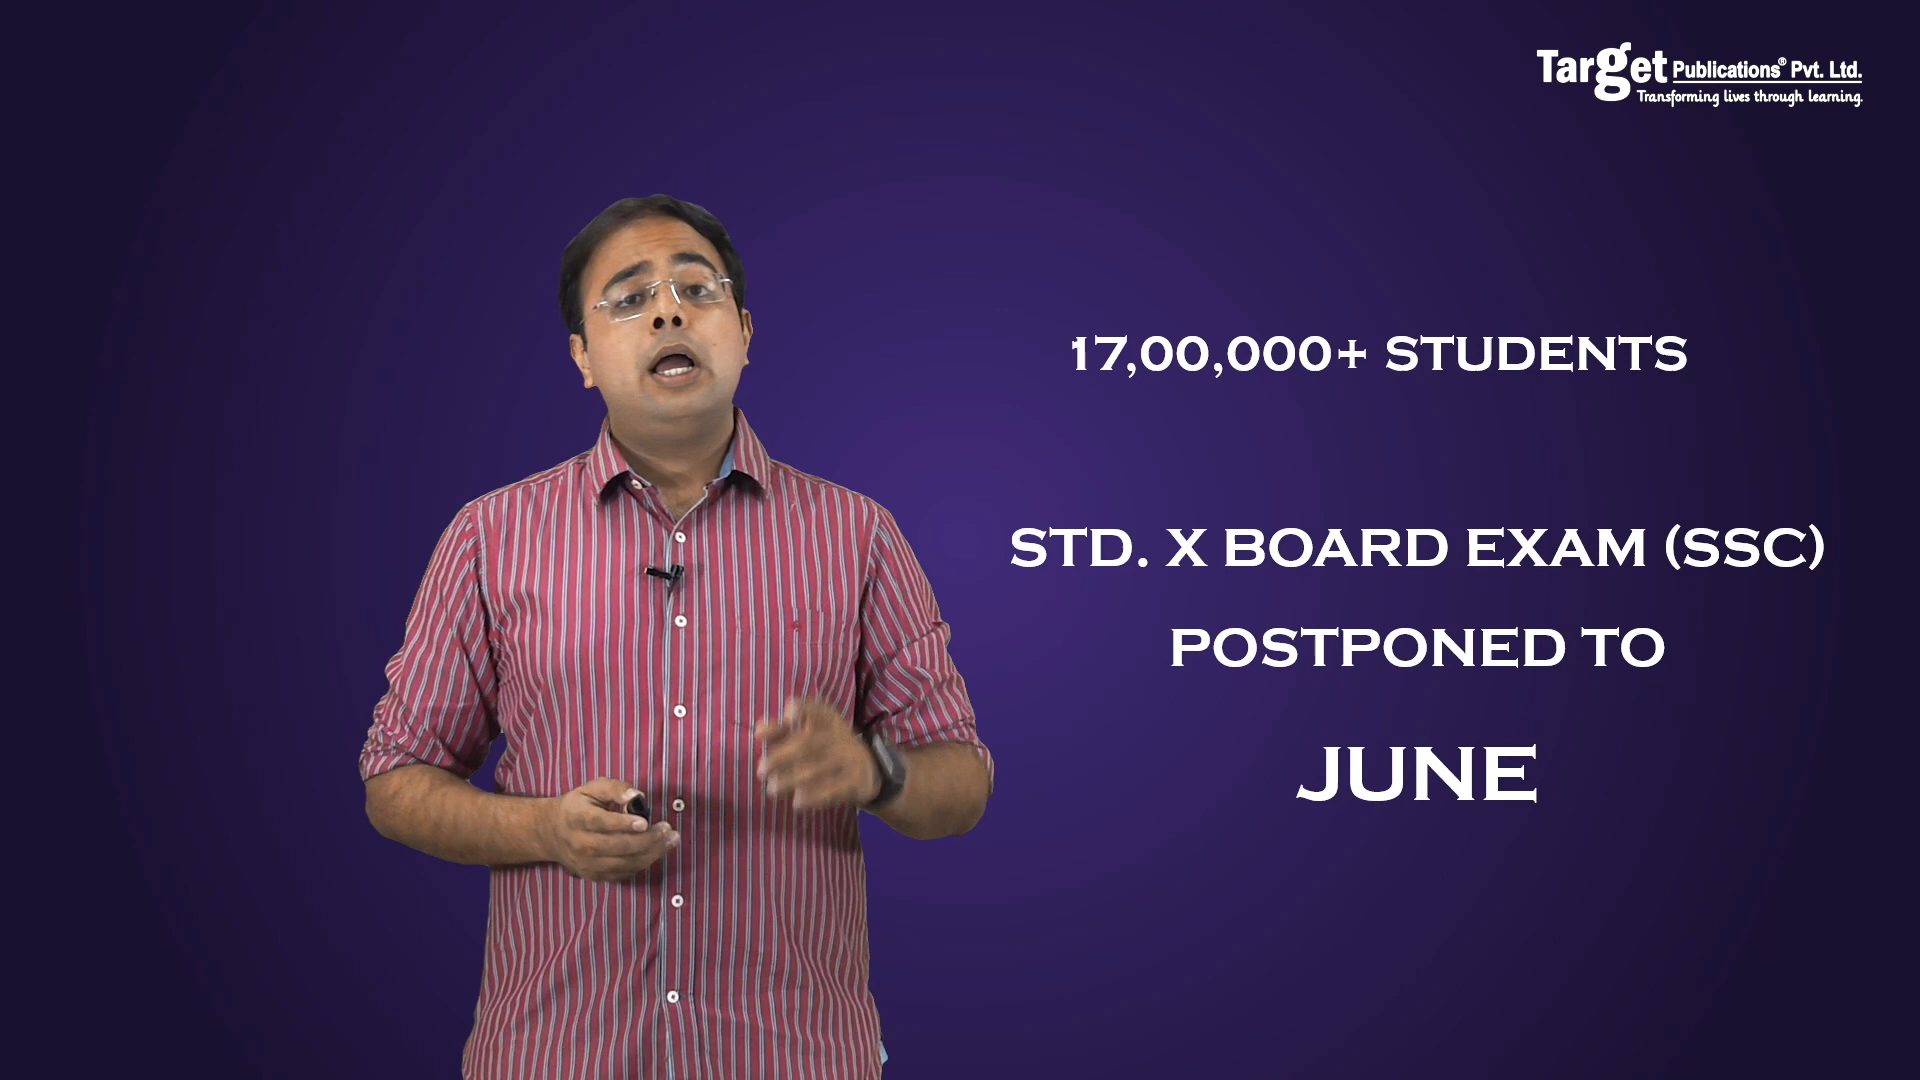 Target Publications® Pvt. Ltd.
Transforming lives through learning.
17,00,000+ STUDENTS
STD. X BOARD EXAM (SSC)
POSTPONED TO
JUNE